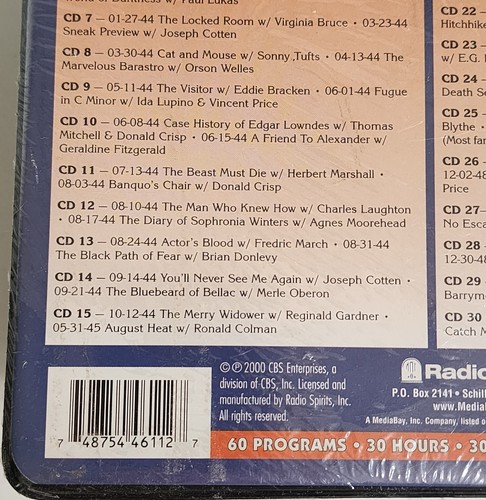 World of Darkness w/ Paul Lukas
CD 7 – 01-27-44 The Locked Room w/ Virginia Bruce • 03-23-44
Sneak Preview w/ Joseph Cotten
CD 8 – 03-30-44 Cat and Mouse w/ Sonny Tufts • 04-13-44 The
Marvelous Barastro w/ Orson Welles
CD 9 – 05-11-44 The Visitor w/ Eddie Bracken • 06-01-44 Fugue
in C Minor w/ Ida Lupino & Vincent Price
CD 10 – 06-08-44 Case History of Edgar Lowndes w/ Thomas
Mitchell & Donald Crisp • 06-15-44 A Friend To Alexander w/
Geraldine Fitzgerald
CD 11 – 07-13-44 The Beast Must Die w/ Herbert Marshall •
08-03-44 Banquo's Chair w/ Donald Crisp
CD 12 – 08-10-44 The Man Who Knew How w/ Charles Laughton
• 08-17-44 The Diary of Sophronia Winters w/ Agnes Moorehead
CD 13 – 08-24-44 Actor's Blood w/ Fredric March • 08-31-44
The Black Path of Fear w/ Brian Donlevy
CD 14 – 09-14-44 You'll Never See Me Again w/ Joseph Cotten •
09-21-44 The Bluebeard of Bellac w/ Merle Oberon
CD 15 – 10-12-44 The Merry Widower w/ Reginald Gardner •
05-31-45 August Heat w/ Ronald Colman
CD 22 –
Hitchhike
CD 23 –
w/ E.G.
CD 24 –
Death Se
CD 25 –
Blythe •
(Most far
CD 26 –
12-02-48
Price
CD 27–
No Esca
CD 28 –
12-30-48
CD 29 –
Barrym
CD 30
Catch M
7 48754 46112 7
© ℗ 2000 CBS Enterprises, a
division of CBS, Inc. Licensed and
manufactured by Radio Spirits, Inc.
All rights reserved.
Radio
P.O. Box 2141 • Schill
www.Media
A MediaBay, Inc. Company, listed o
60 PROGRAMS • 30 HOURS • 30